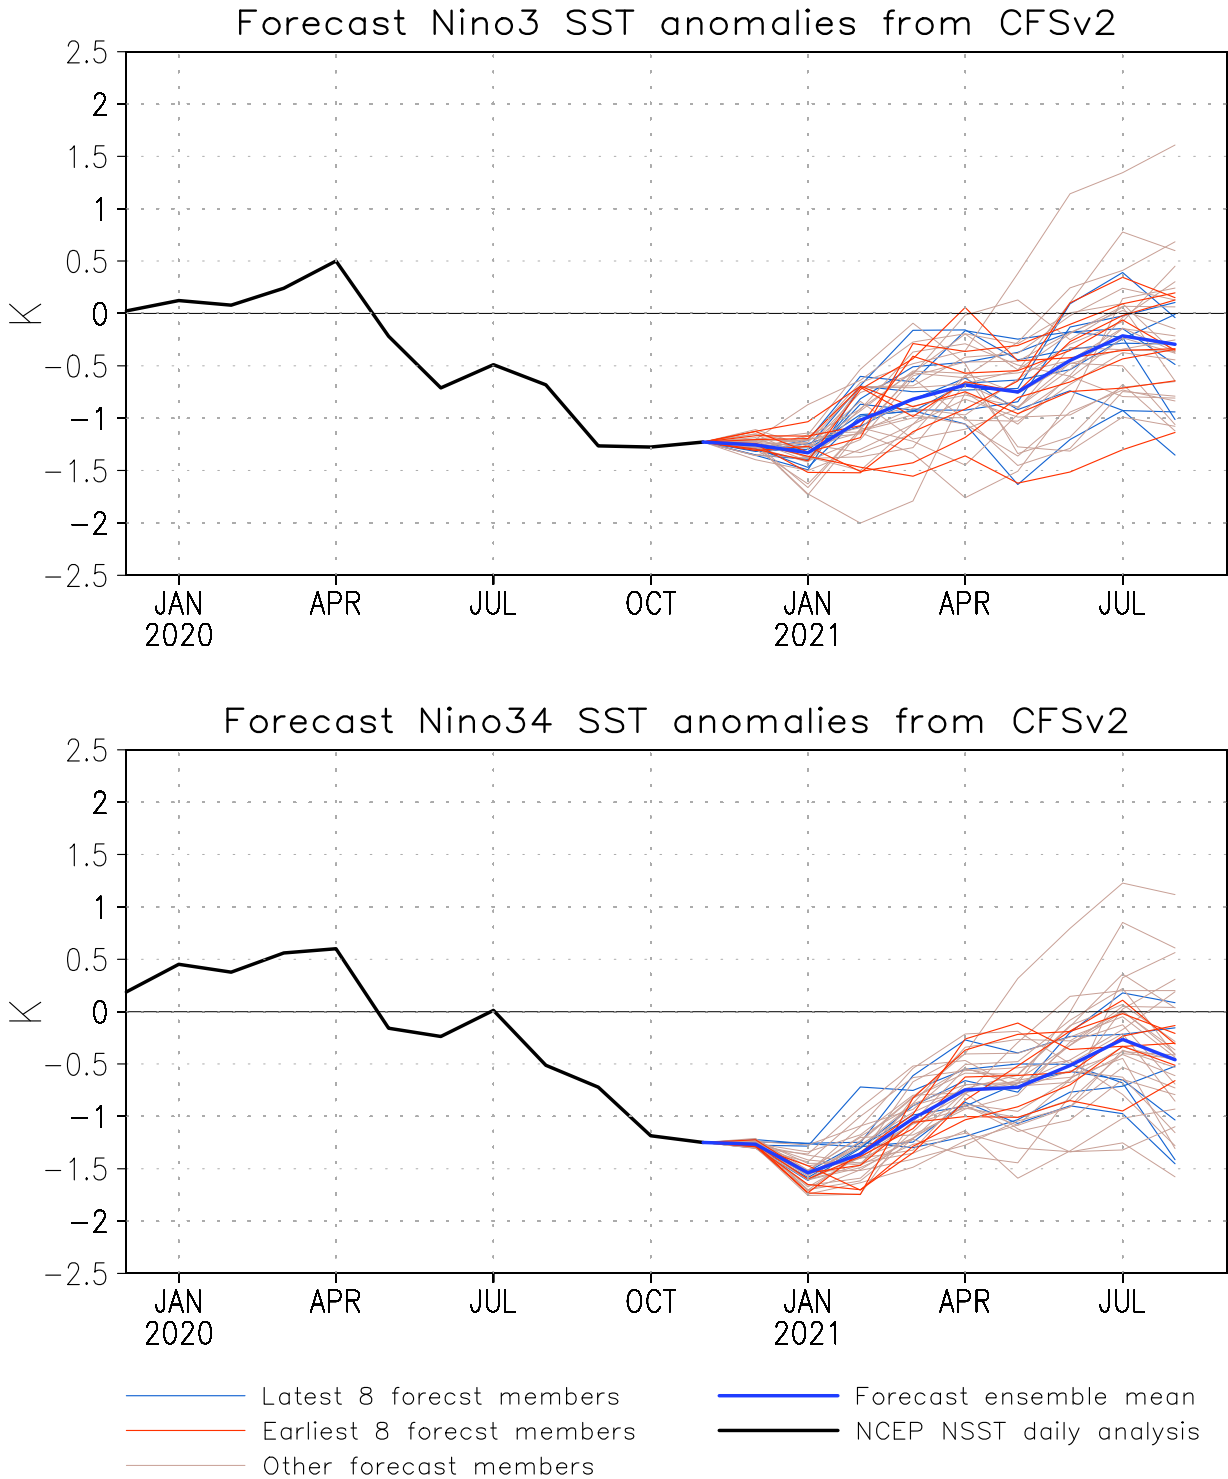 Forecast Nino3 SST anomalies from CFSv2
2.5
2
1.5
1
0.5
0
−0.5
−1
−1.5
−2
−2.5
K
JAN APR JUL OCT JAN APR JUL
2020 2021
Forecast Nino34 SST anomalies from CFSv2
2.5
2
1.5
1
0.5
0
−0.5
−1
−1.5
−2
−2.5
K
JAN APR JUL OCT JAN APR JUL
2020 2021
Latest 8 forecst members
Earliest 8 forecst members
Other forecast members
Forecast ensemble mean
NCEP NSST daily analysis